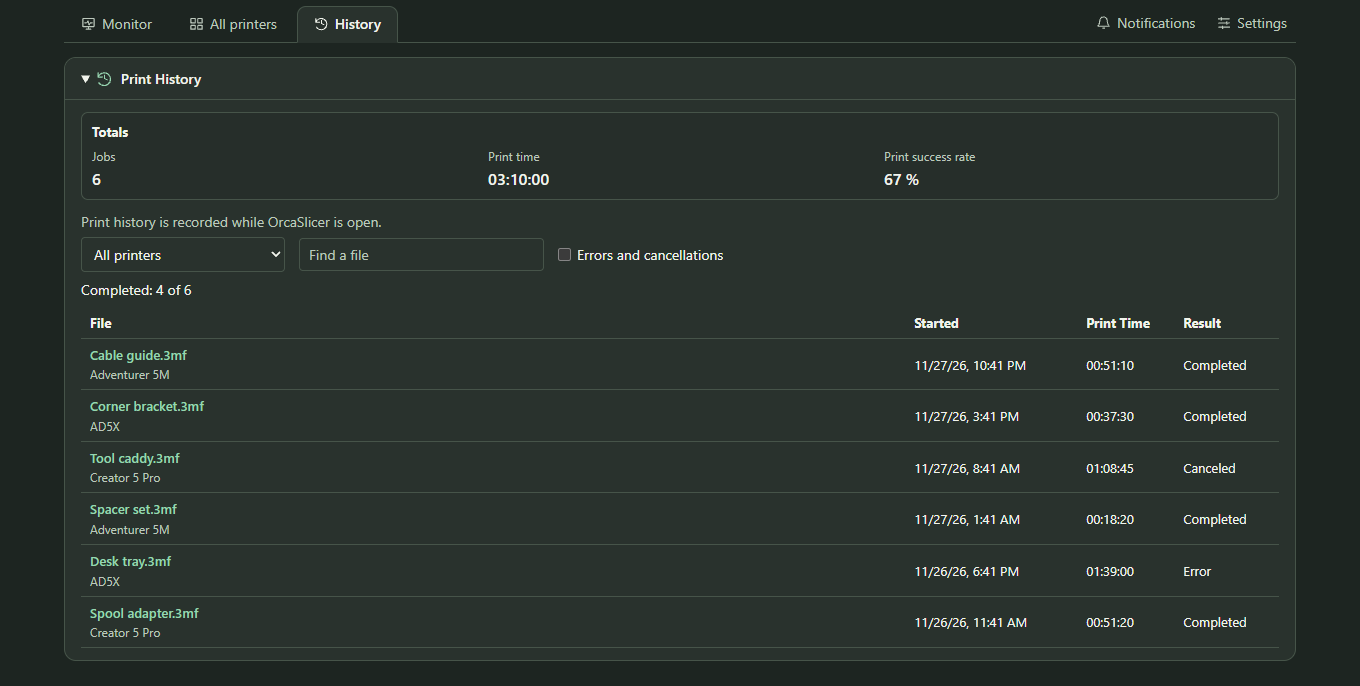 Monitor
All printers
History
Notifications
Settings
Print History
Totals
Jobs
Print time
Print success rate
6
03:10:00
67 %
Print history is recorded while OrcaSlicer is open.
All printers
Find a file
Errors and cancellations
Completed: 4 of 6
File Started Print Time Result
Cable guide.3mf
Adventurer 5M
11/27/26, 10:41 PM 00:51:10 Completed
Corner bracket.3mf
AD5X
11/27/26, 3:41 PM 00:37:30 Completed
Tool caddy.3mf
Creator 5 Pro
11/27/26, 8:41 AM 01:08:45 Canceled
Spacer set.3mf
Adventurer 5M
11/27/26, 1:41 AM 00:18:20 Completed
Desk tray.3mf
AD5X
11/26/26, 6:41 PM 01:39:00 Error
Spool adapter.3mf
Creator 5 Pro
11/26/26, 11:41 AM 00:51:20 Completed